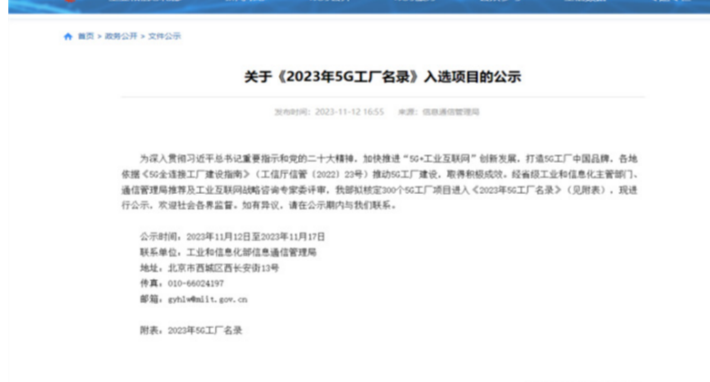 首页 > 政务公开 > 文件公示
关于《2023年5G工厂名录》入选项目的公示
发布时间：2023-11-12 16:55 来源：信息通信管理局
为深入贯彻习近平总书记重要指示和党的二十大精神，加快推进“5G+工业互联网”创新发展，打造5G工厂中国品牌，各地
依据《5G全连接工厂建设指南》（工信厅信管〔2022〕23号）推动5G工厂建设，取得积极成效。经省级工业和信息化主管部门、
通信管理局推荐及工业互联网战略咨询专家委评审，我部拟核定300个5G工厂项目进入《2023年5G工厂名录》（见附表），现进
行公示，欢迎社会各界监督。如有异议，请在公示期内与我们联系。
公示时间：2023年11月12日至2023年11月17日
联系单位：工业和信息化部信息通信管理局
地址：北京市西城区西长安街13号
传真：010-66024197
邮箱：gyhlw@miit.gov.cn
附表：2023年5G工厂名录